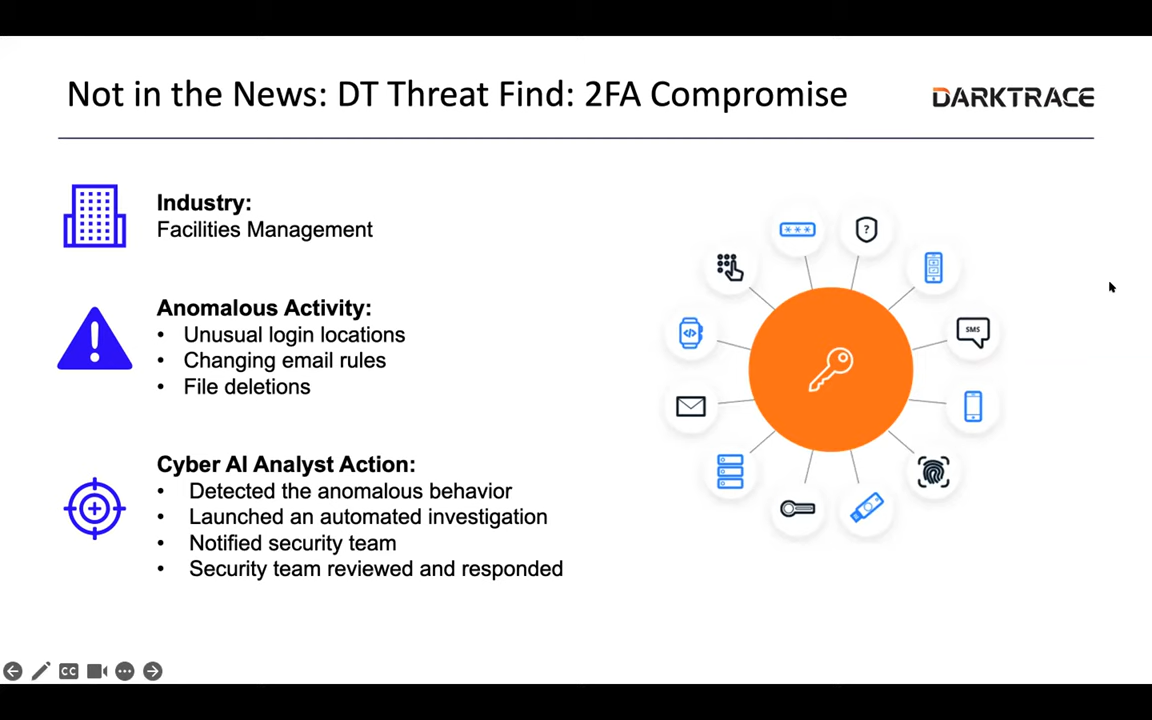 Not in the News: DT Threat Find: 2FA Compromise
DARKTRACE
Industry:
Facilities Management
Anomalous Activity:
• Unusual login locations
• Changing email rules
• File deletions
Cyber AI Analyst Action:
• Detected the anomalous behavior
• Launched an automated investigation
• Notified security team
• Security team reviewed and responded
***
?
SMS
</>
CC